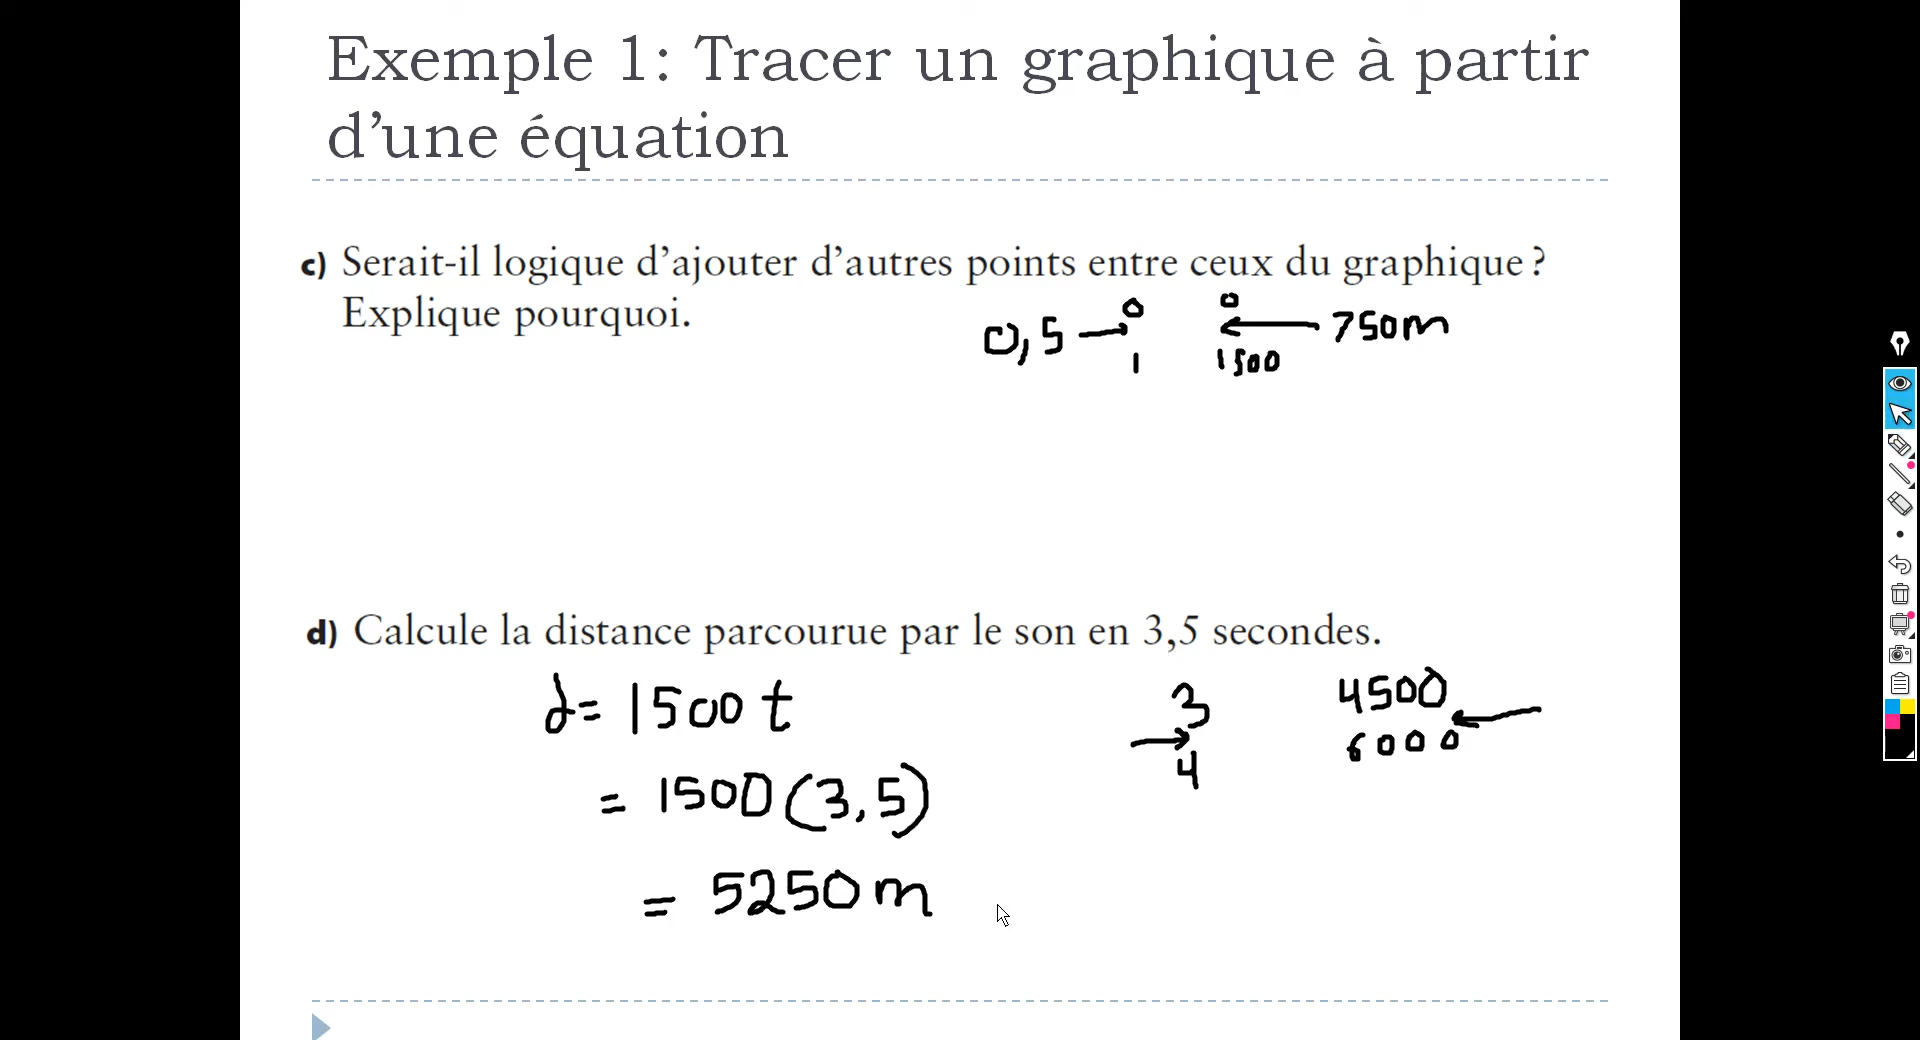 Exemple 1: Tracer un graphique à partir
d'une équation
c) Serait-il logique d'ajouter d'autres points entre ceux du graphique ?
Explique pourquoi.
0 0
0,5 → ← 750m
1 1500
d) Calcule la distance parcourue par le son en 3,5 secondes.
d = 1500 t
3 4500
→ ←
4 6000
= 1500 (3,5)
= 5250 m